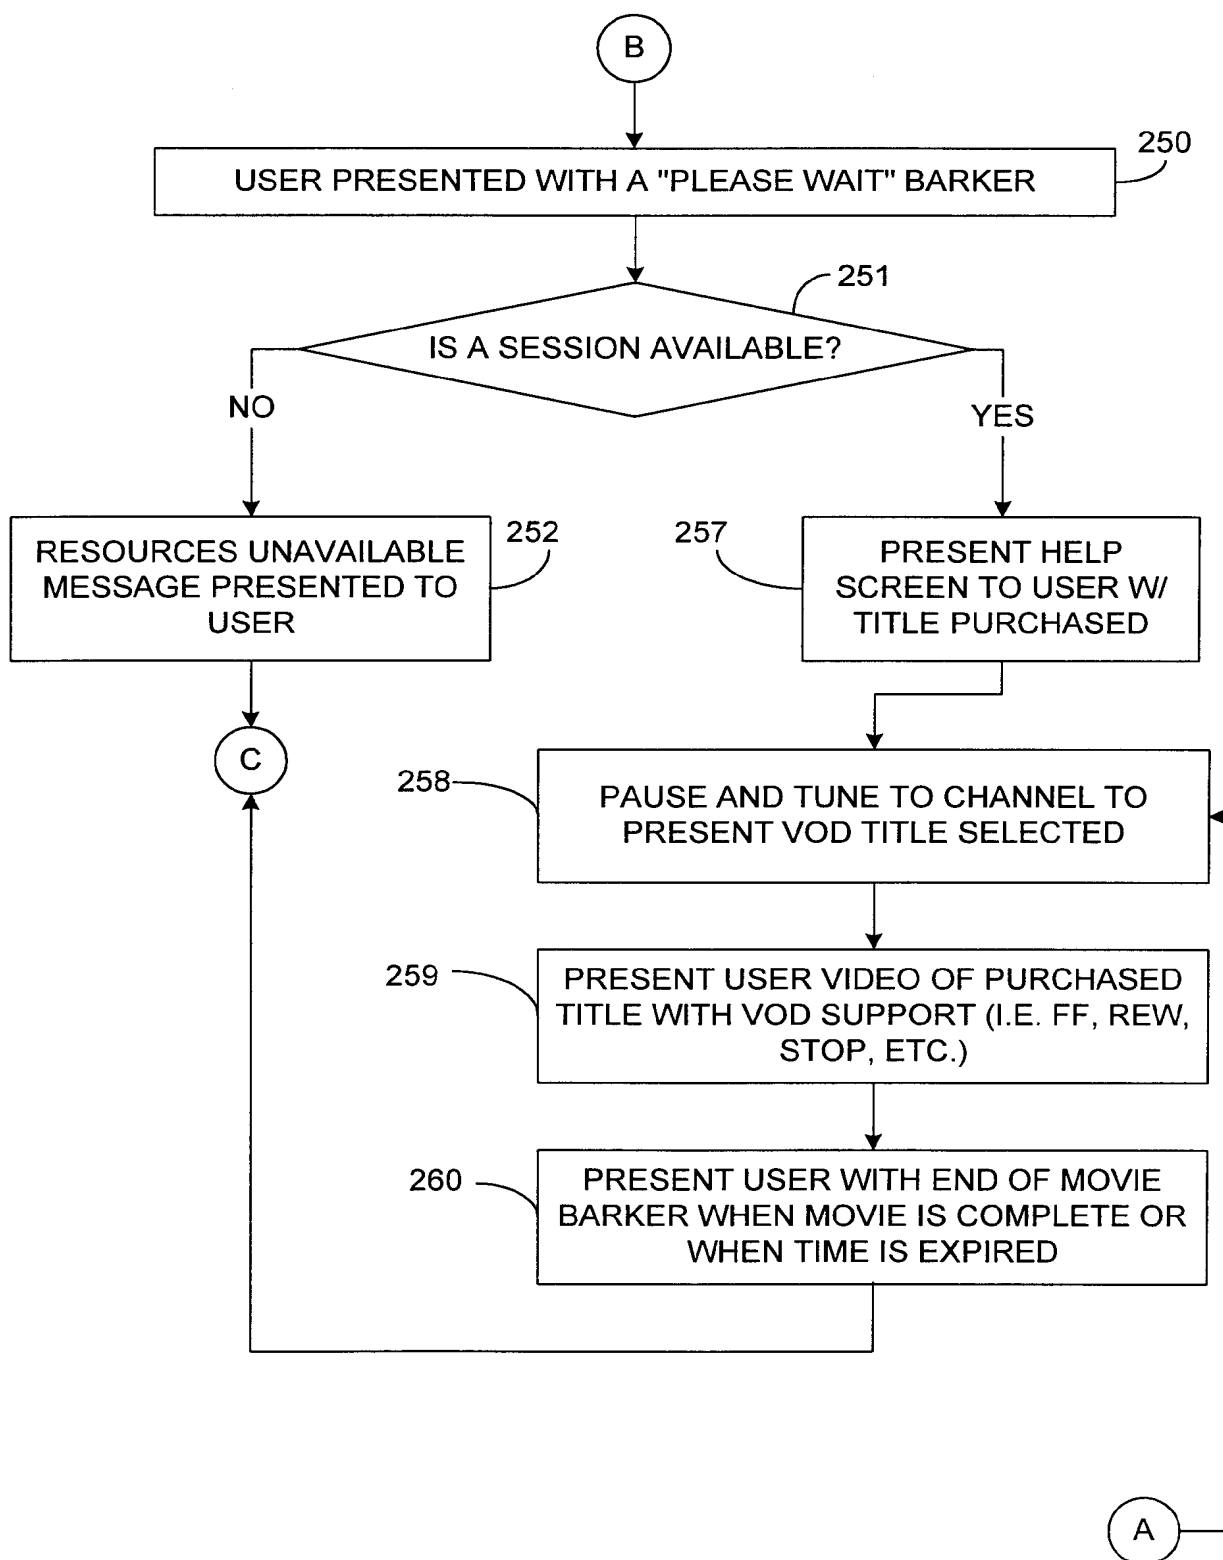 B
250
USER PRESENTED WITH A "PLEASE WAIT" BARKER
251
IS A SESSION AVAILABLE?
NO
YES
252
RESOURCES UNAVAILABLE
MESSAGE PRESENTED TO
USER
257
PRESENT HELP
SCREEN TO USER W/
TITLE PURCHASED
C
258
PAUSE AND TUNE TO CHANNEL TO
PRESENT VOD TITLE SELECTED
259
PRESENT USER VIDEO OF PURCHASED
TITLE WITH VOD SUPPORT (I.E. FF, REW,
STOP, ETC.)
260
PRESENT USER WITH END OF MOVIE
BARKER WHEN MOVIE IS COMPLETE OR
WHEN TIME IS EXPIRED
A